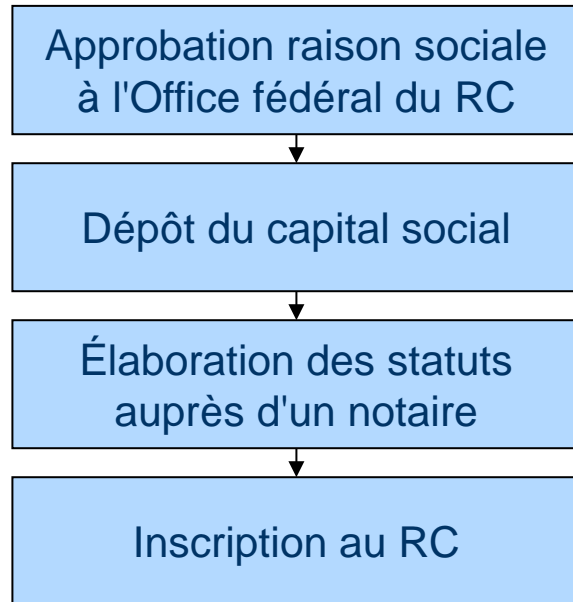 Approbation raison sociale
à l'Office fédéral du RC
Dépôt du capital social
Élaboration des statuts
auprès d'un notaire
Inscription au RC